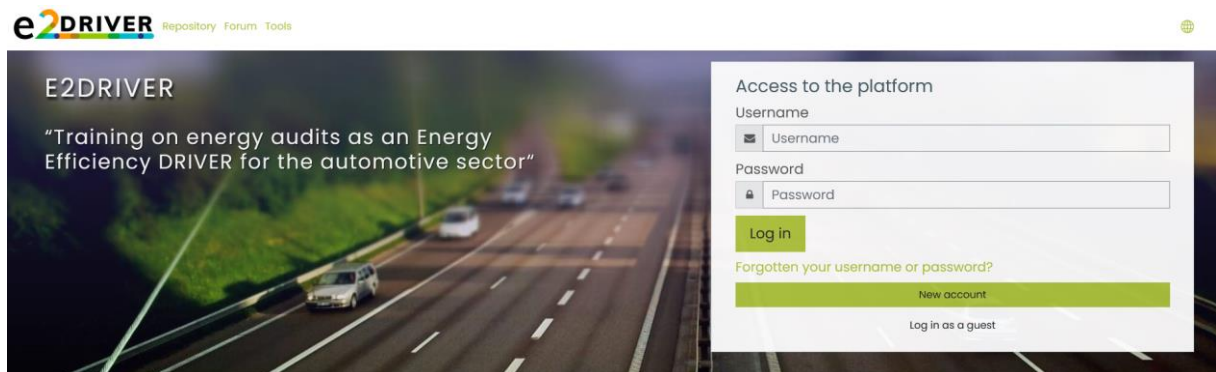 e2DRIVER
Repository Forum Tools
E2DRIVER
“Training on energy audits as an Energy
Efficiency DRIVER for the automotive sector”
Access to the platform
Username
Username
Password
Password
Log in
Forgotten your username or password?
New account
Log in as a guest